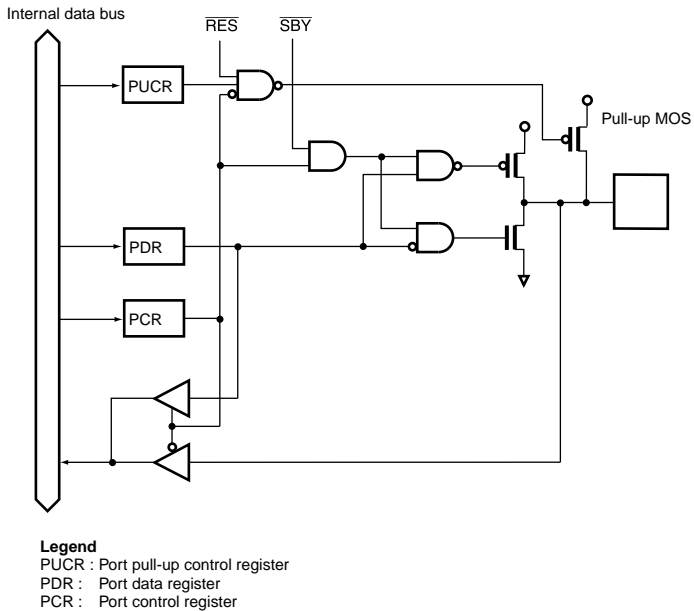 Internal data bus
RES
SBY
PUCR
Pull-up MOS
PDR
PCR
Legend
PUCR : Port pull-up control register
PDR : Port data register
PCR : Port control register